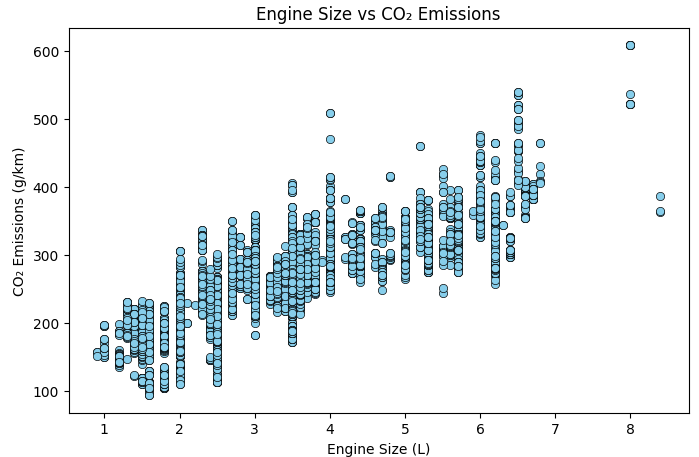 Engine Size vs CO₂ Emissions
CO₂ Emissions (g/km)
600
500
400
300
200
100
1 2 3 4 5 6 7 8
Engine Size (L)